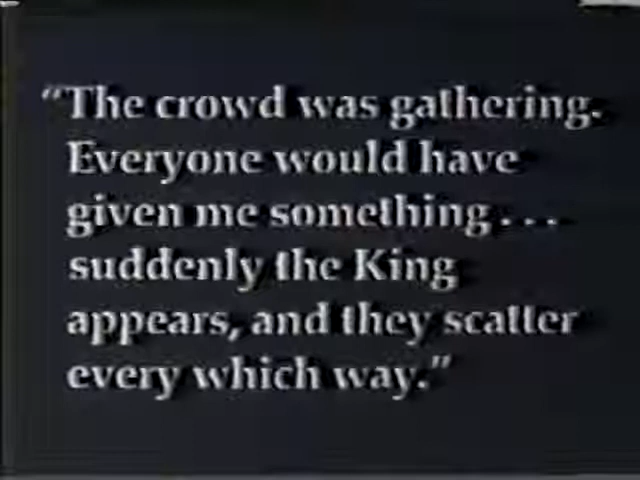 “The crowd was gathering.
Everyone would have
given me something . . .
suddenly the King
appears, and they scatter
every which way.”